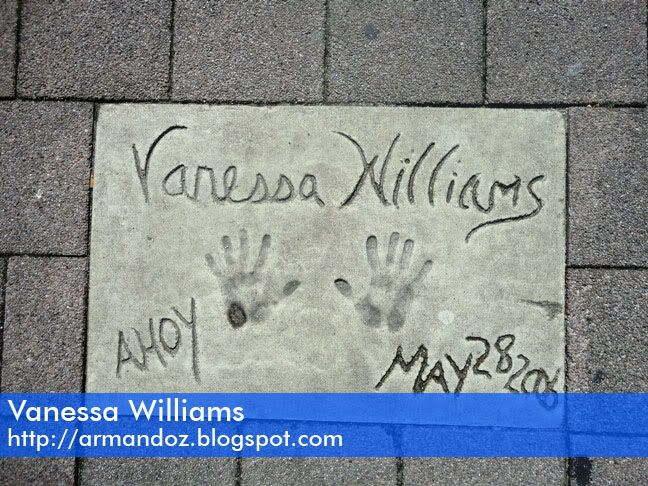 Vanessa Williams
AHOY
MAY 28 2006
Vanessa Williams
http://armandoz.blogspot.com